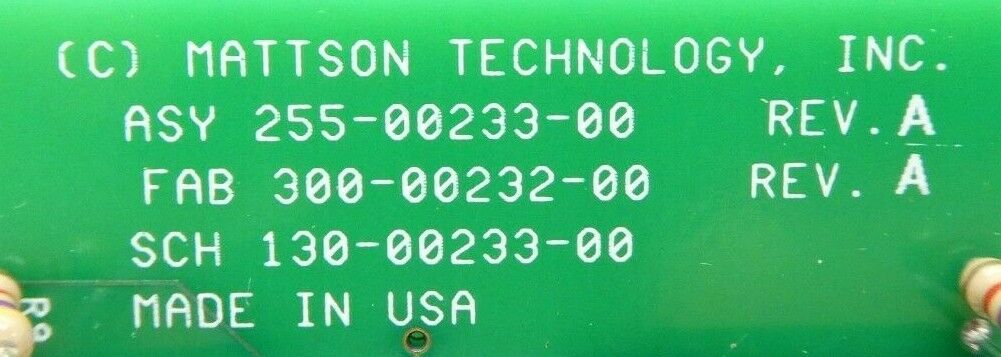 (C) MATTSON TECHNOLOGY, INC.
ASY 255-00233-00 REV. A
FAB 300-00232-00 REV. A
SCH 130-00233-00
MADE IN USA